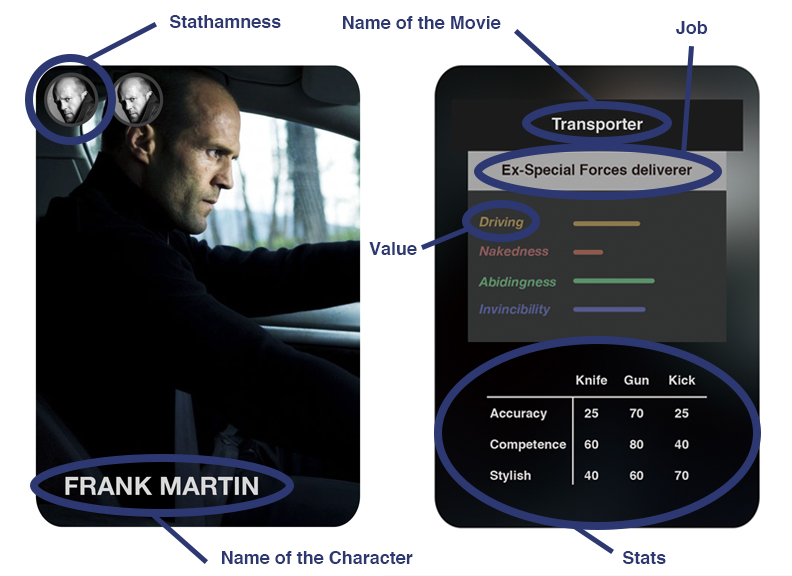 Stathamness
Name of the Movie
Job
Transporter
Ex-Special Forces deliverer
Driving
Value
Nakedness
Abidingness
Invincibility
Knife Gun Kick
Accuracy 25 70 25
Competence 60 80 40
Stylish 40 60 70
FRANK MARTIN
Name of the Character
Stats